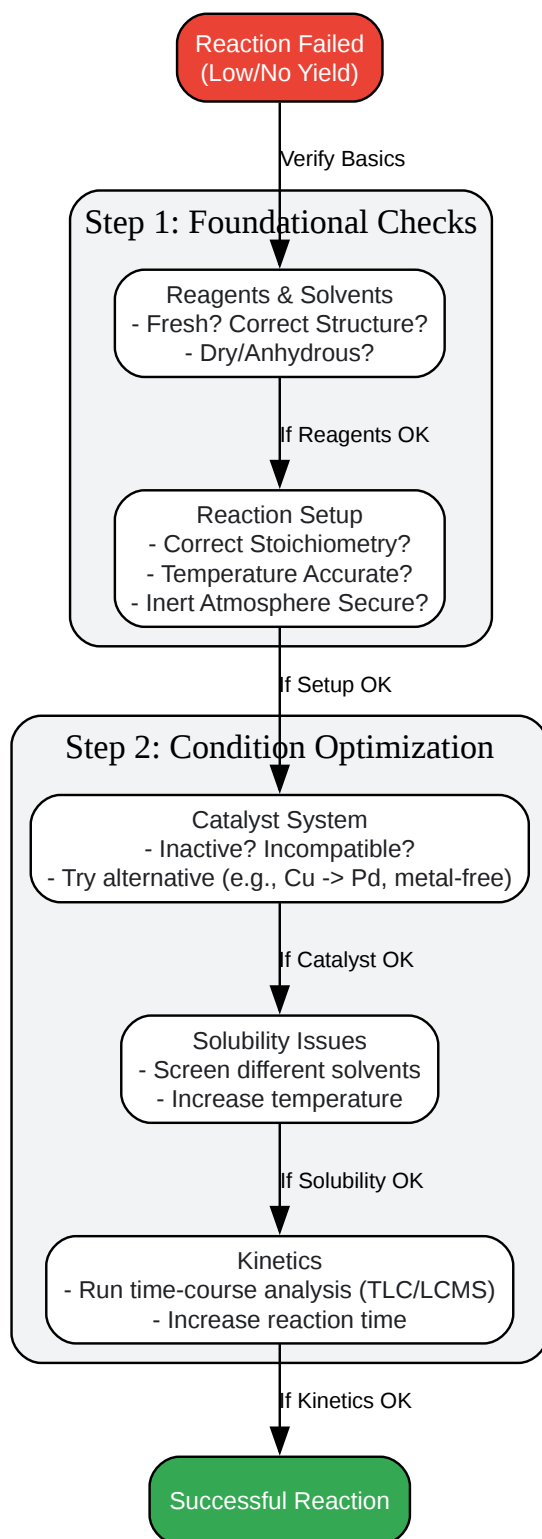 Reaction Failed
(Low/No Yield)
Verify Basics
Step 1: Foundational Checks
Reagents & Solvents
- Fresh? Correct Structure?
- Dry/Anhydrous?
If Reagents OK
Reaction Setup
- Correct Stoichiometry?
- Temperature Accurate?
- Inert Atmosphere Secure?
If Setup OK
Step 2: Condition Optimization
Catalyst System
- Inactive? Incompatible?
- Try alternative (e.g., Cu -> Pd, metal-free)
If Catalyst OK
Solubility Issues
- Screen different solvents
- Increase temperature
If Solubility OK
Kinetics
- Run time-course analysis (TLC/LCMS)
- Increase reaction time
If Kinetics OK
Successful Reaction